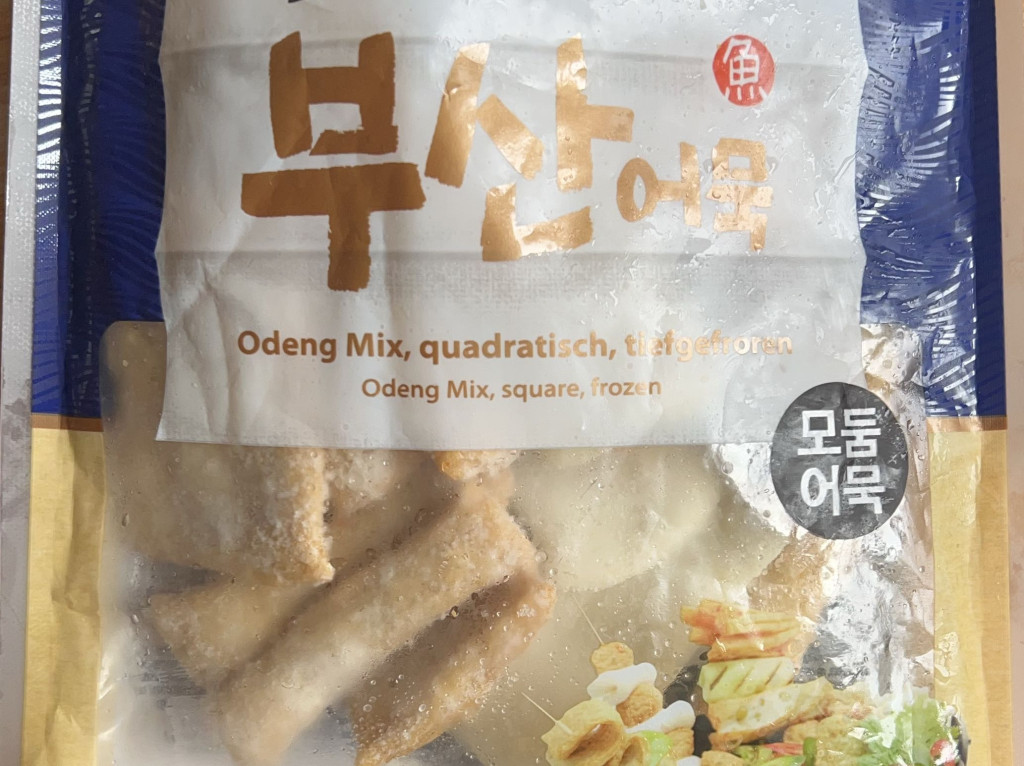 魚
부산어묵
Odeng Mix, quadratisch, tiefgefroren
Odeng Mix, square, frozen
모둠
어묵